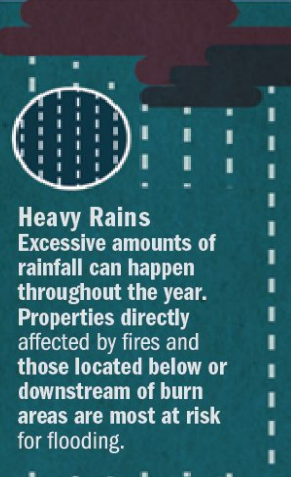 Heavy Rains
Excessive amounts of
rainfall can happen
throughout the year.
Properties directly
affected by fires and
those located below or
downstream of burn
areas are most at risk
for flooding.